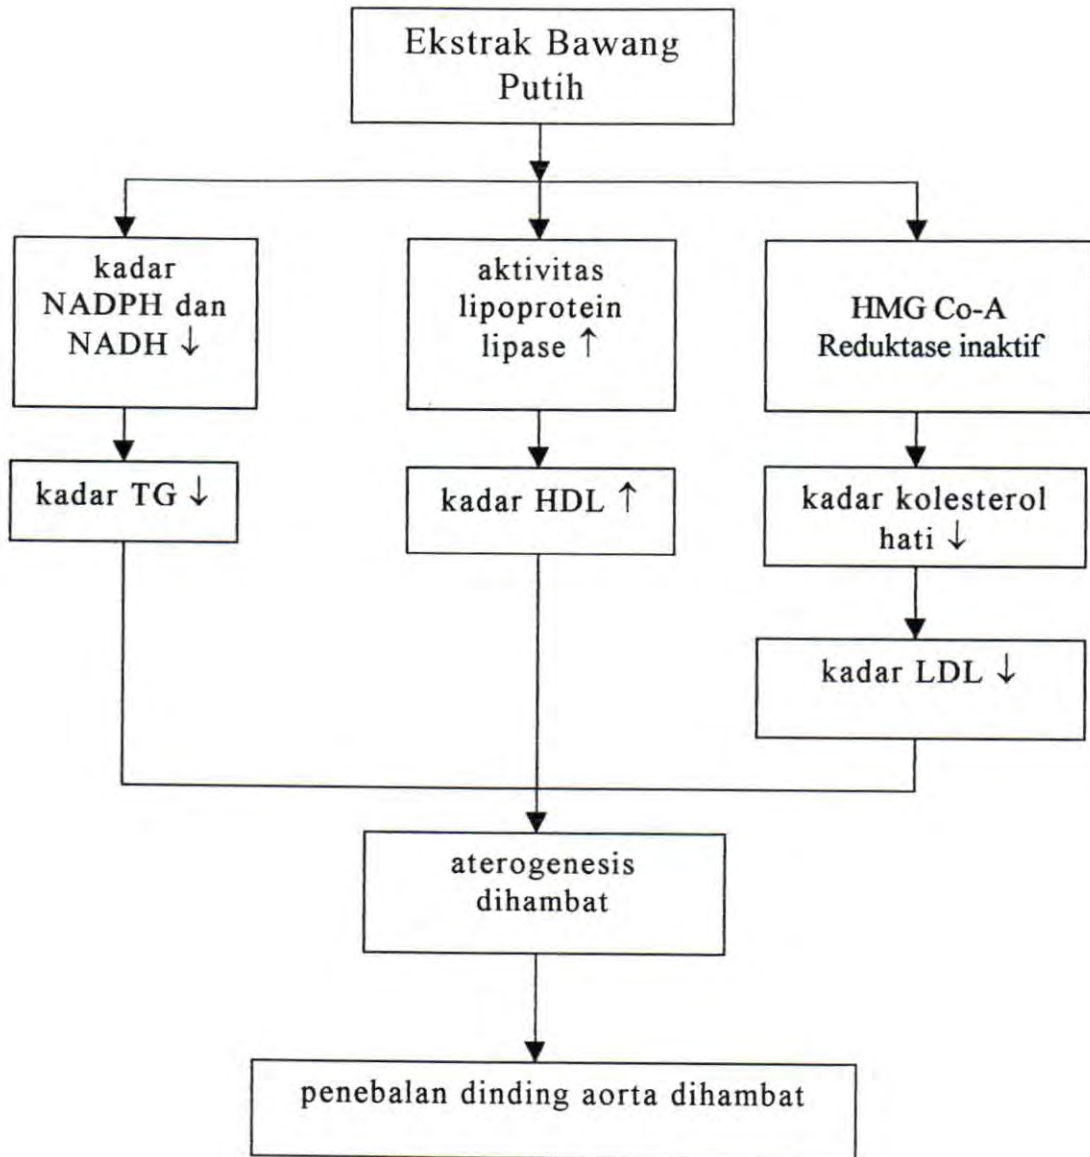 Ekstrak Bawang
Putih
kadar
NADPH dan
NADH ↓
aktivitas
lipoprotein
lipase ↑
HMG Co-A
Reduktase inaktif
kadar TG ↓
kadar HDL ↑
kadar kolesterol
hati ↓
kadar LDL ↓
aterogenesis
dihambat
penebalan dinding aorta dihambat